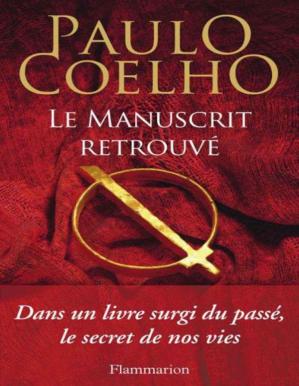 PAULO
COELHO
LE MANUSCRIT
RETROUVÉ
Dans un livre surgi du passé,
le secret de nos vies
Flammarion